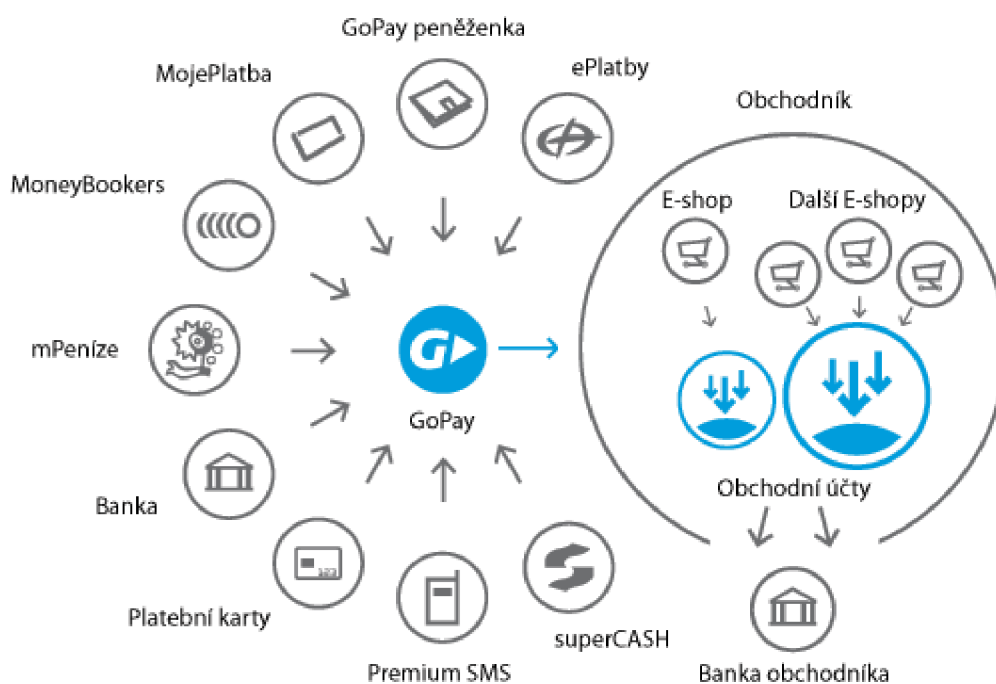 GoPay peněženka
MojePlatba
ePlatby
Obchodník
MoneyBookers
E-shop
Další E-shopy
mPeníze
G
GoPay
Obchodní účty
Banka
123
Platební karty
superCASH
Premium SMS
Banka obchodníka